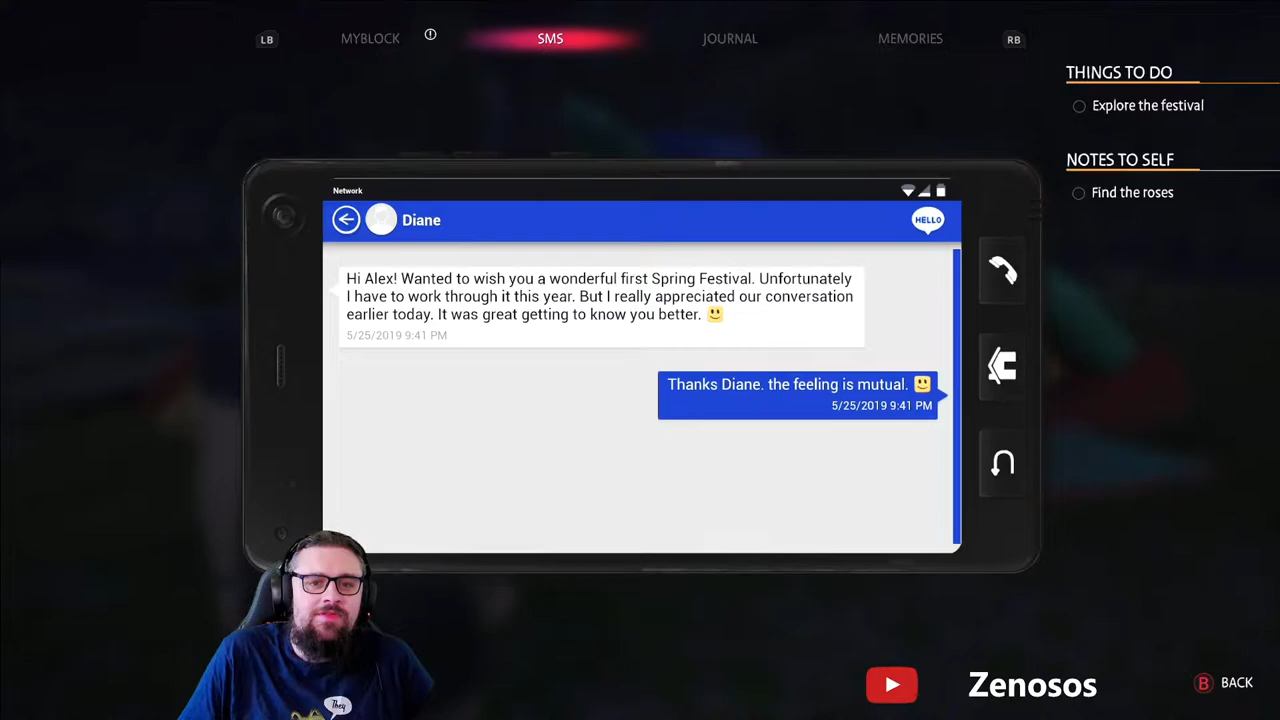 LB
MYBLOCK
SMS
JOURNAL
MEMORIES
RB
THINGS TO DO
Explore the festival
NOTES TO SELF
Find the roses
Network
Diane
HELLO
Hi Alex! Wanted to wish you a wonderful first Spring Festival. Unfortunately
I have to work through it this year. But I really appreciated our conversation
earlier today. It was great getting to know you better.
5/25/2019 9:41 PM
Thanks Diane. the feeling is mutual.
5/25/2019 9:41 PM
They
Zenosos
B BACK